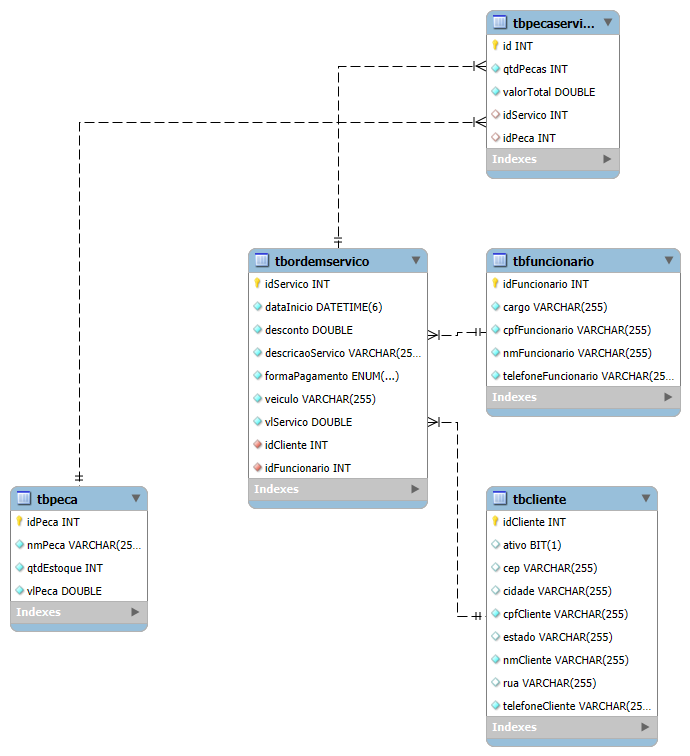 tbpecaservi...
id INT
qtdPecas INT
valorTotal DOUBLE
idServico INT
idPeca INT
Indexes
tbordemservico
idServico INT
dataInicio DATETIME(6)
desconto DOUBLE
descricaoServico VARCHAR(25...
formaPagamento ENUM(...)
veiculo VARCHAR(255)
vlServico DOUBLE
idCliente INT
idFuncionario INT
Indexes
tbfuncionario
idFuncionario INT
cargo VARCHAR(255)
cpfFuncionario VARCHAR(255)
nmFuncionario VARCHAR(255)
telefoneFuncionario VARCHAR(25...
Indexes
tbpeca
idPeca INT
nmPeca VARCHAR(25...
qtdEstoque INT
vlPeca DOUBLE
Indexes
tbcliente
idCliente INT
ativo BIT(1)
cep VARCHAR(255)
cidade VARCHAR(255)
cpfCliente VARCHAR(255)
estado VARCHAR(255)
nmCliente VARCHAR(255)
rua VARCHAR(255)
telefoneCliente VARCHAR(25...
Indexes